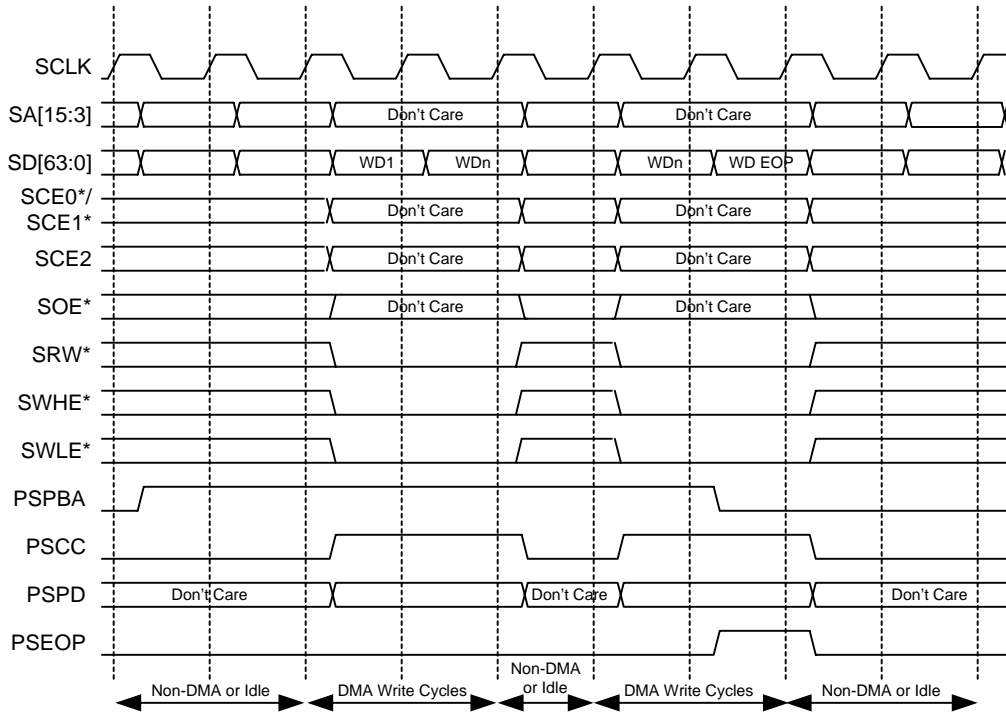 SCLK
SA[15:3]
Don't Care
Don't Care
SD[63:0]
WD1
WDn
WDn
WD EOP
SCE0*/
SCE1*
Don't Care
Don't Care
SCE2
Don't Care
Don't Care
SOE*
Don't Care
Don't Care
SRW*
SWHE*
SWLE*
PSPBA
PSCC
PSPD
Don't Care
Don't Care
Don't Care
PSEOP
Non-DMA or Idle
DMA Write Cycles
Non-DMA
or Idle
DMA Write Cycles
Non-DMA or Idle